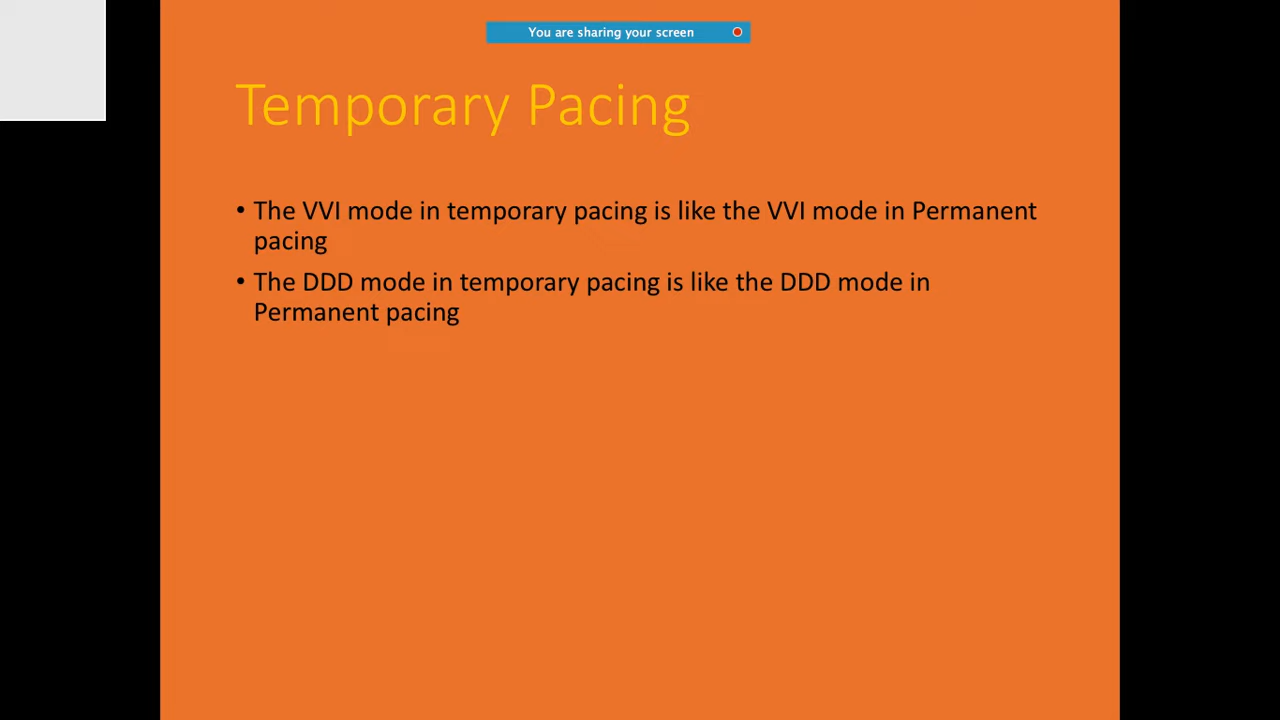 You are sharing your screen
Temporary Pacing
• The VVI mode in temporary pacing is like the VVI mode in Permanent
pacing
• The DDD mode in temporary pacing is like the DDD mode in
Permanent pacing